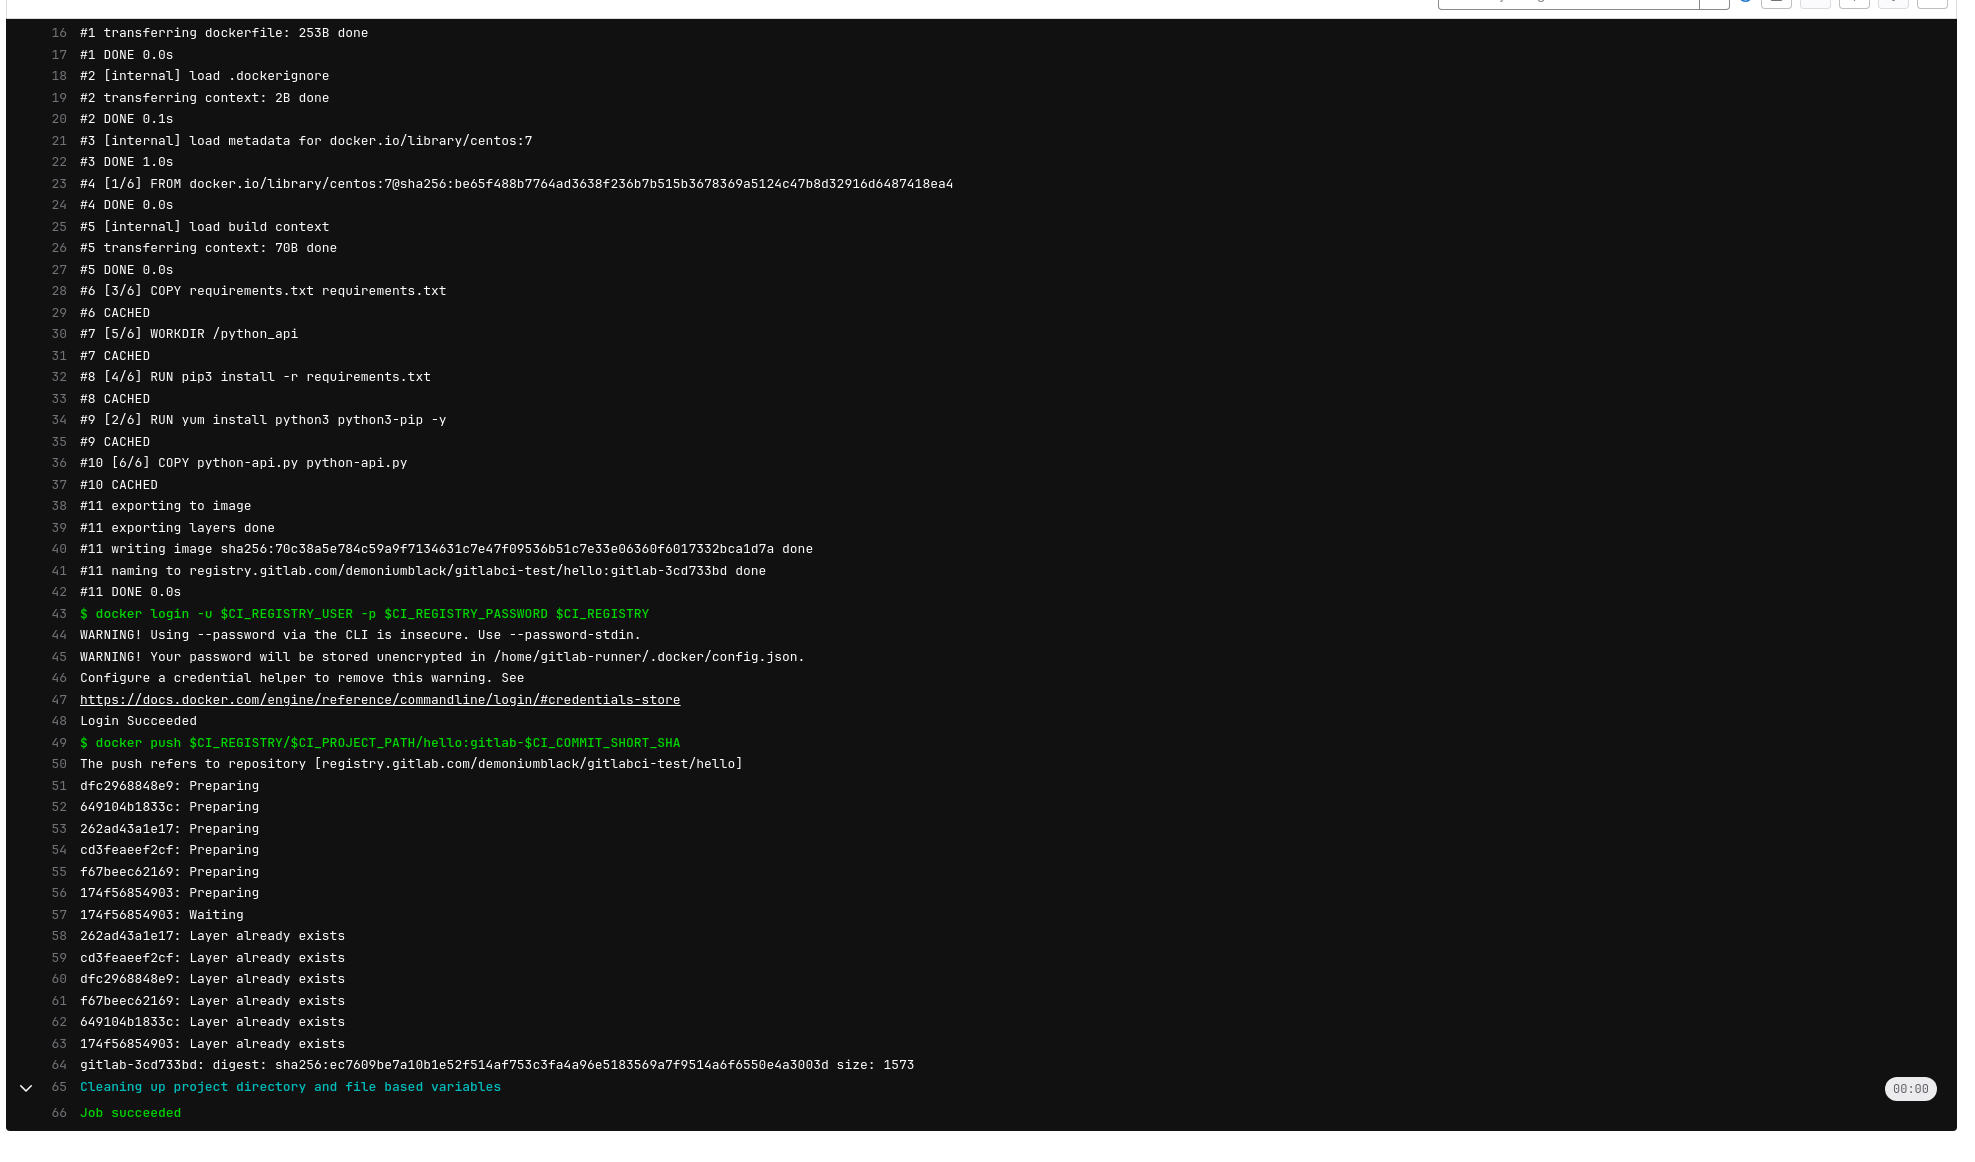 16 #1 transferring dockerfile: 253B done
17 #1 DONE 0.0s
18 #2 [internal] load .dockerignore
19 #2 transferring context: 2B done
20 #2 DONE 0.1s
21 #3 [internal] load metadata for docker.io/library/centos:7
22 #3 DONE 1.0s
23 #4 [1/6] FROM docker.io/library/centos:7@sha256:be65f488b7764ad3638f236b7b515b3678369a5124c47b8d32916d6487418ea4
24 #4 DONE 0.0s
25 #5 [internal] load build context
26 #5 transferring context: 70B done
27 #5 DONE 0.0s
28 #6 [3/6] COPY requirements.txt requirements.txt
29 #6 CACHED
30 #7 [5/6] WORKDIR /python_api
31 #7 CACHED
32 #8 [4/6] RUN pip3 install -r requirements.txt
33 #8 CACHED
34 #9 [2/6] RUN yum install python3 python3-pip -y
35 #9 CACHED
36 #10 [6/6] COPY python-api.py python-api.py
37 #10 CACHED
38 #11 exporting to image
39 #11 exporting layers done
40 #11 writing image sha256:70c38a5e784c59a9f7134631c7e47f09536b51c7e33e06360f6017332bca1d7a done
41 #11 naming to registry.gitlab.com/demoniumblack/gitlabci-test/hello:gitlab-3cd733bd done
42 #11 DONE 0.0s
43 $ docker login -u $CI_REGISTRY_USER -p $CI_REGISTRY_PASSWORD $CI_REGISTRY
44 WARNING! Using --password via the CLI is insecure. Use --password-stdin.
45 WARNING! Your password will be stored unencrypted in /home/gitlab-runner/.docker/config.json.
46 Configure a credential helper to remove this warning. See
47 https://docs.docker.com/engine/reference/commandline/login/#credentials-store
48 Login Succeeded
49 $ docker push $CI_REGISTRY/$CI_PROJECT_PATH/hello:gitlab-$CI_COMMIT_SHORT_SHA
50 The push refers to repository [registry.gitlab.com/demoniumblack/gitlabci-test/hello]
51 dfc2968848e9: Preparing
52 649104b1833c: Preparing
53 262ad43a1e17: Preparing
54 cd3feaeef2cf: Preparing
55 f67beec62169: Preparing
56 174f56854903: Preparing
57 174f56854903: Waiting
58 262ad43a1e17: Layer already exists
59 cd3feaeef2cf: Layer already exists
60 dfc2968848e9: Layer already exists
61 f67beec62169: Layer already exists
62 649104b1833c: Layer already exists
63 174f56854903: Layer already exists
64 gitlab-3cd733bd: digest: sha256:ec7609be7a10b1e52f514af753c3fa4a96e5183569a7f9514a6f6550e4a3003d size: 1573
65 Cleaning up project directory and file based variables 00:00
66 Job succeeded